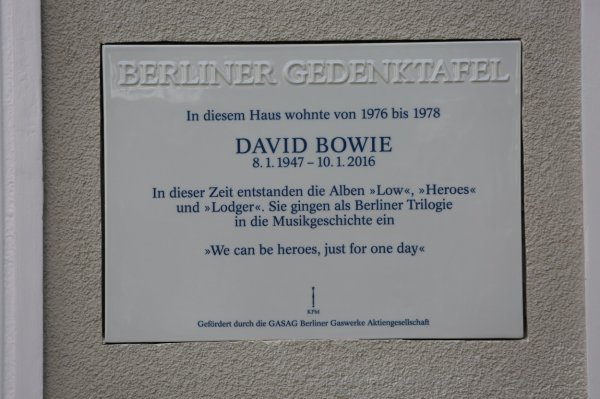 BERLINER GEDENKTAFEL
In diesem Haus wohnte von 1976 bis 1978
DAVID BOWIE
8. 1. 1947 – 10. 1. 2016
In dieser Zeit entstanden die Alben »Low«, »Heroes«
und »Lodger«. Sie gingen als Berliner Trilogie
in die Musikgeschichte ein
»We can be heroes, just for one day«
KPM
Gefördert durch die GASAG Berliner Gaswerke Aktiengesellschaft